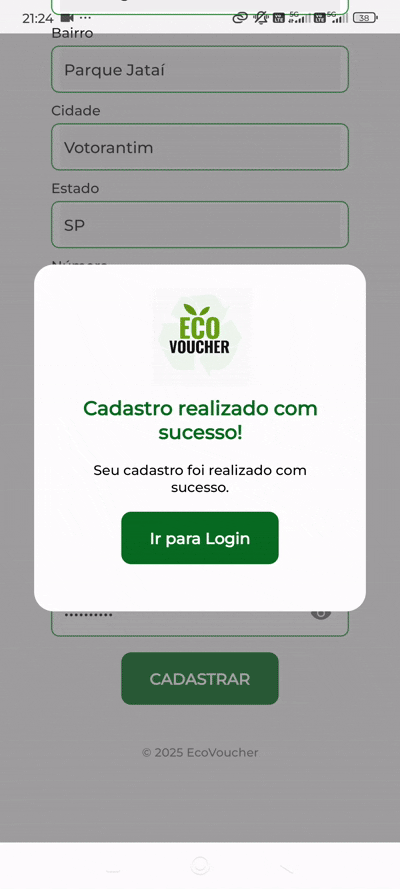 21:24
38
Bairro
Parque Jataí
Cidade
Votorantim
Estado
SP
ECO
VOUCHER
Cadastro realizado com
sucesso!
Seu cadastro foi realizado com
sucesso.
Ir para Login
CADASTRAR
© 2025 EcoVoucher